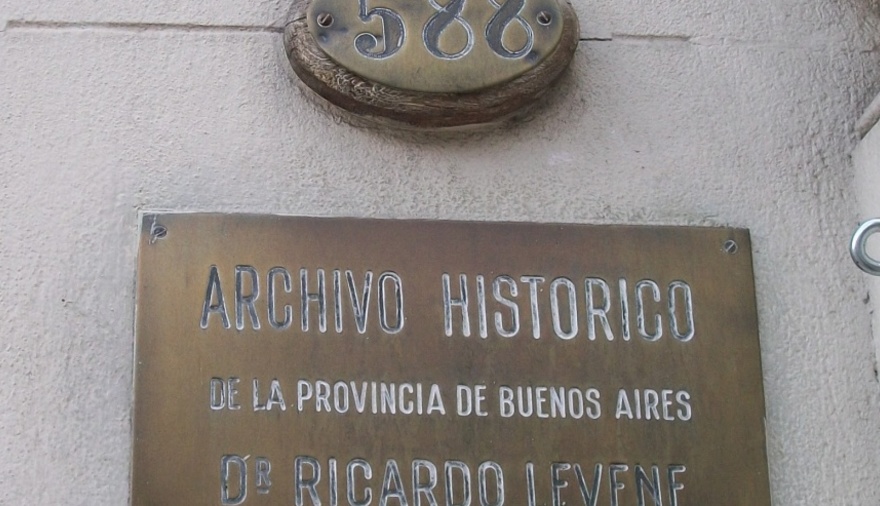 588
ARCHIVO HISTORICO
DE LA PROVINCIA DE BUENOS AIRES
DR RICARDO LEVENE